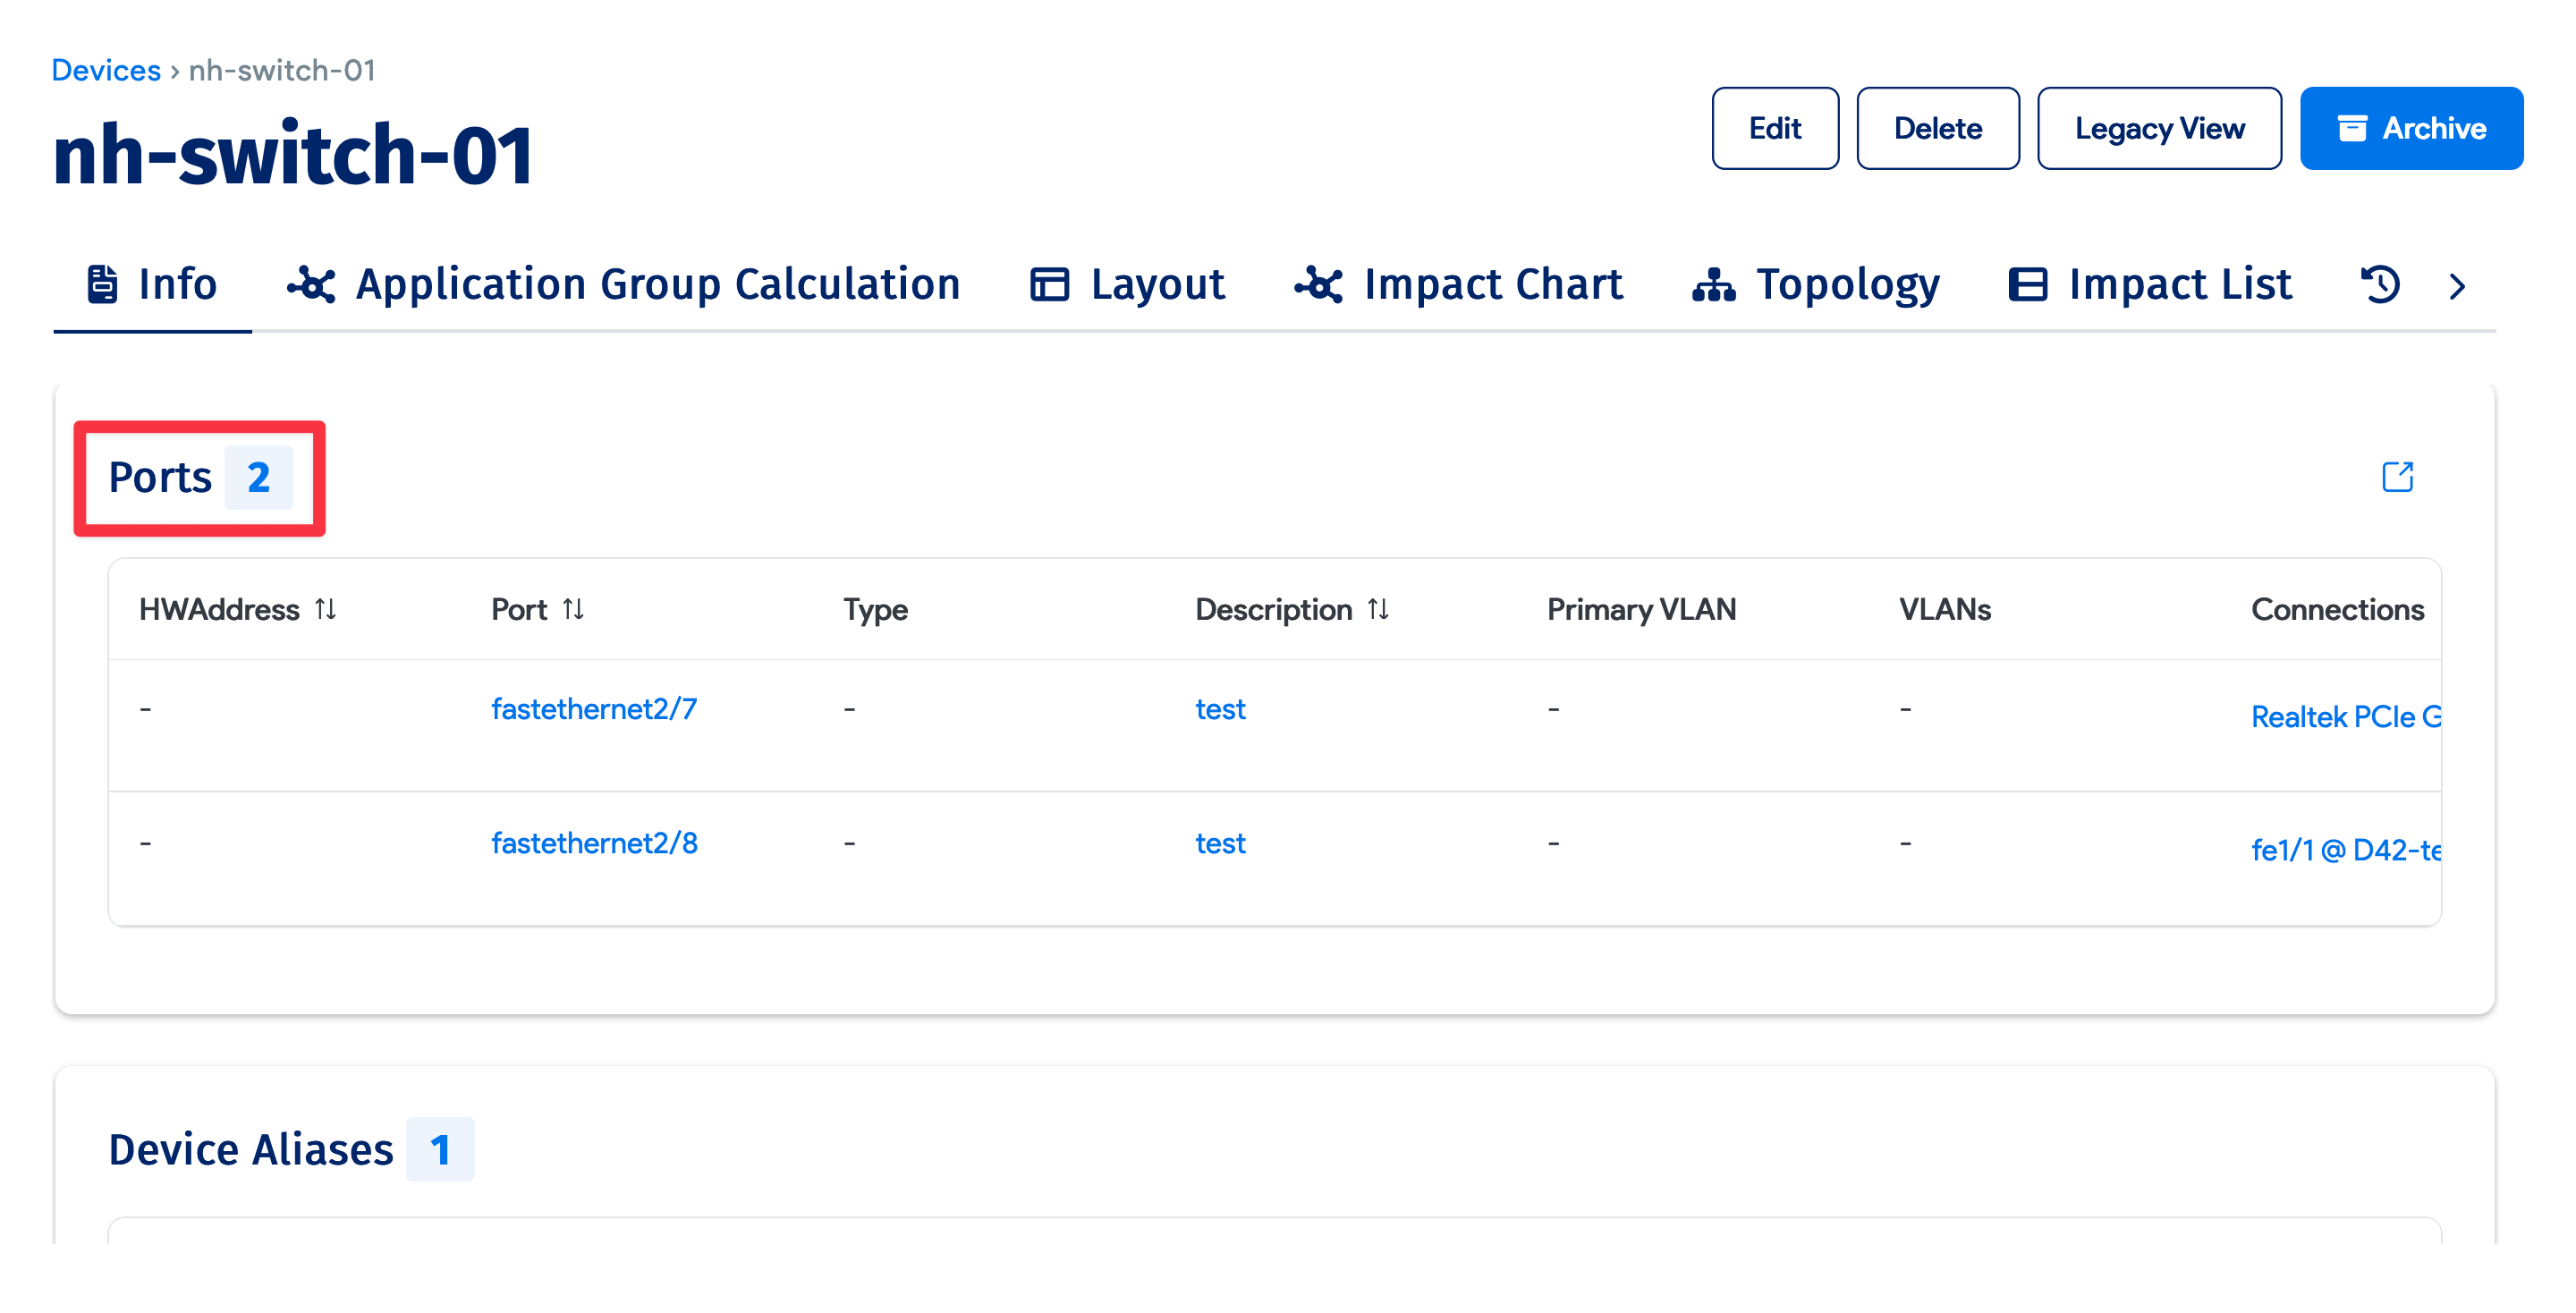 Devices › nh-switch-01
nh-switch-01
Edit
Delete
Legacy View
Archive
Info
Application Group Calculation
Layout
Impact Chart
Topology
Impact List
Ports 2
HWAddress Port Type Description Primary VLAN VLANs Connections
- fastethernet2/7 - test - - Realtek PCIe G
- fastethernet2/8 - test - - fe1/1 @ D42-te
Device Aliases 1